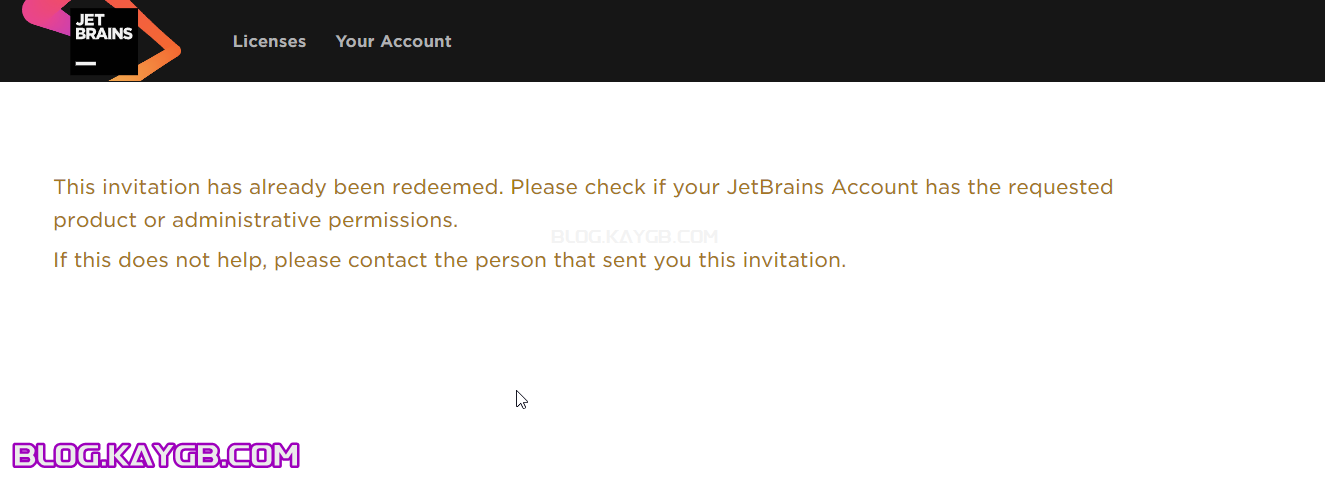 JET
BRAINS
Licenses Your Account
This invitation has already been redeemed. Please check if your JetBrains Account has the requested
product or administrative permissions.
BLOG.KAYGB.COM
If this does not help, please contact the person that sent you this invitation.
BLOG.KAYGB.COM